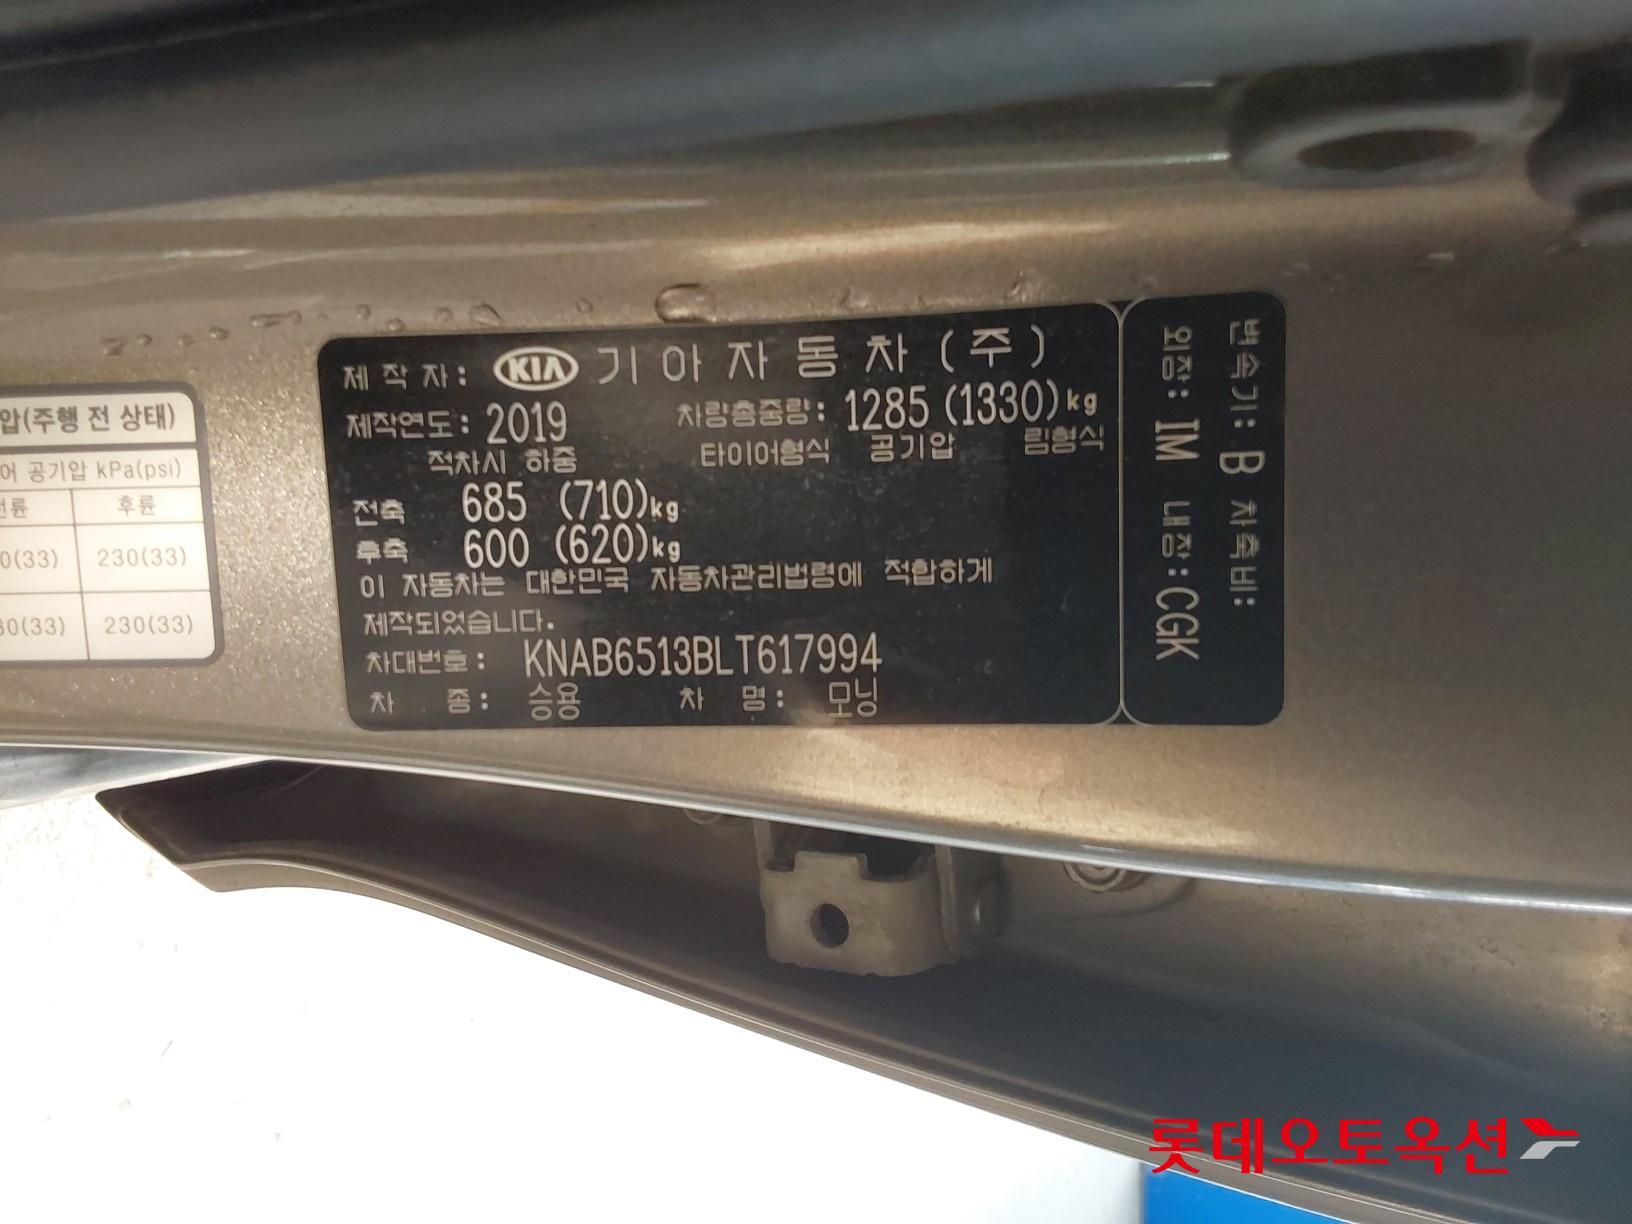 압(주행 전 상태)
어 공기압 kPa(psi)
전륜 후륜
0(33) 230(33)
30(33) 230(33)
제 작 자: KIA 기아자동차(주)
제작연도: 2019 차량총중량: 1285 (1330)kg
적차시 하중 타이어형식 공기압 림형식
전축 685 (710)kg
후축 600 (620)kg
이 자동차는 대한민국 자동차관리법령에 적합하게
제작되었습니다.
차대번호: KNAB6513BLT617994
차 종: 승용 차 명: 모닝
변속기: B 차축비:
외장: IM 내장: CGK
롯데오토옥션